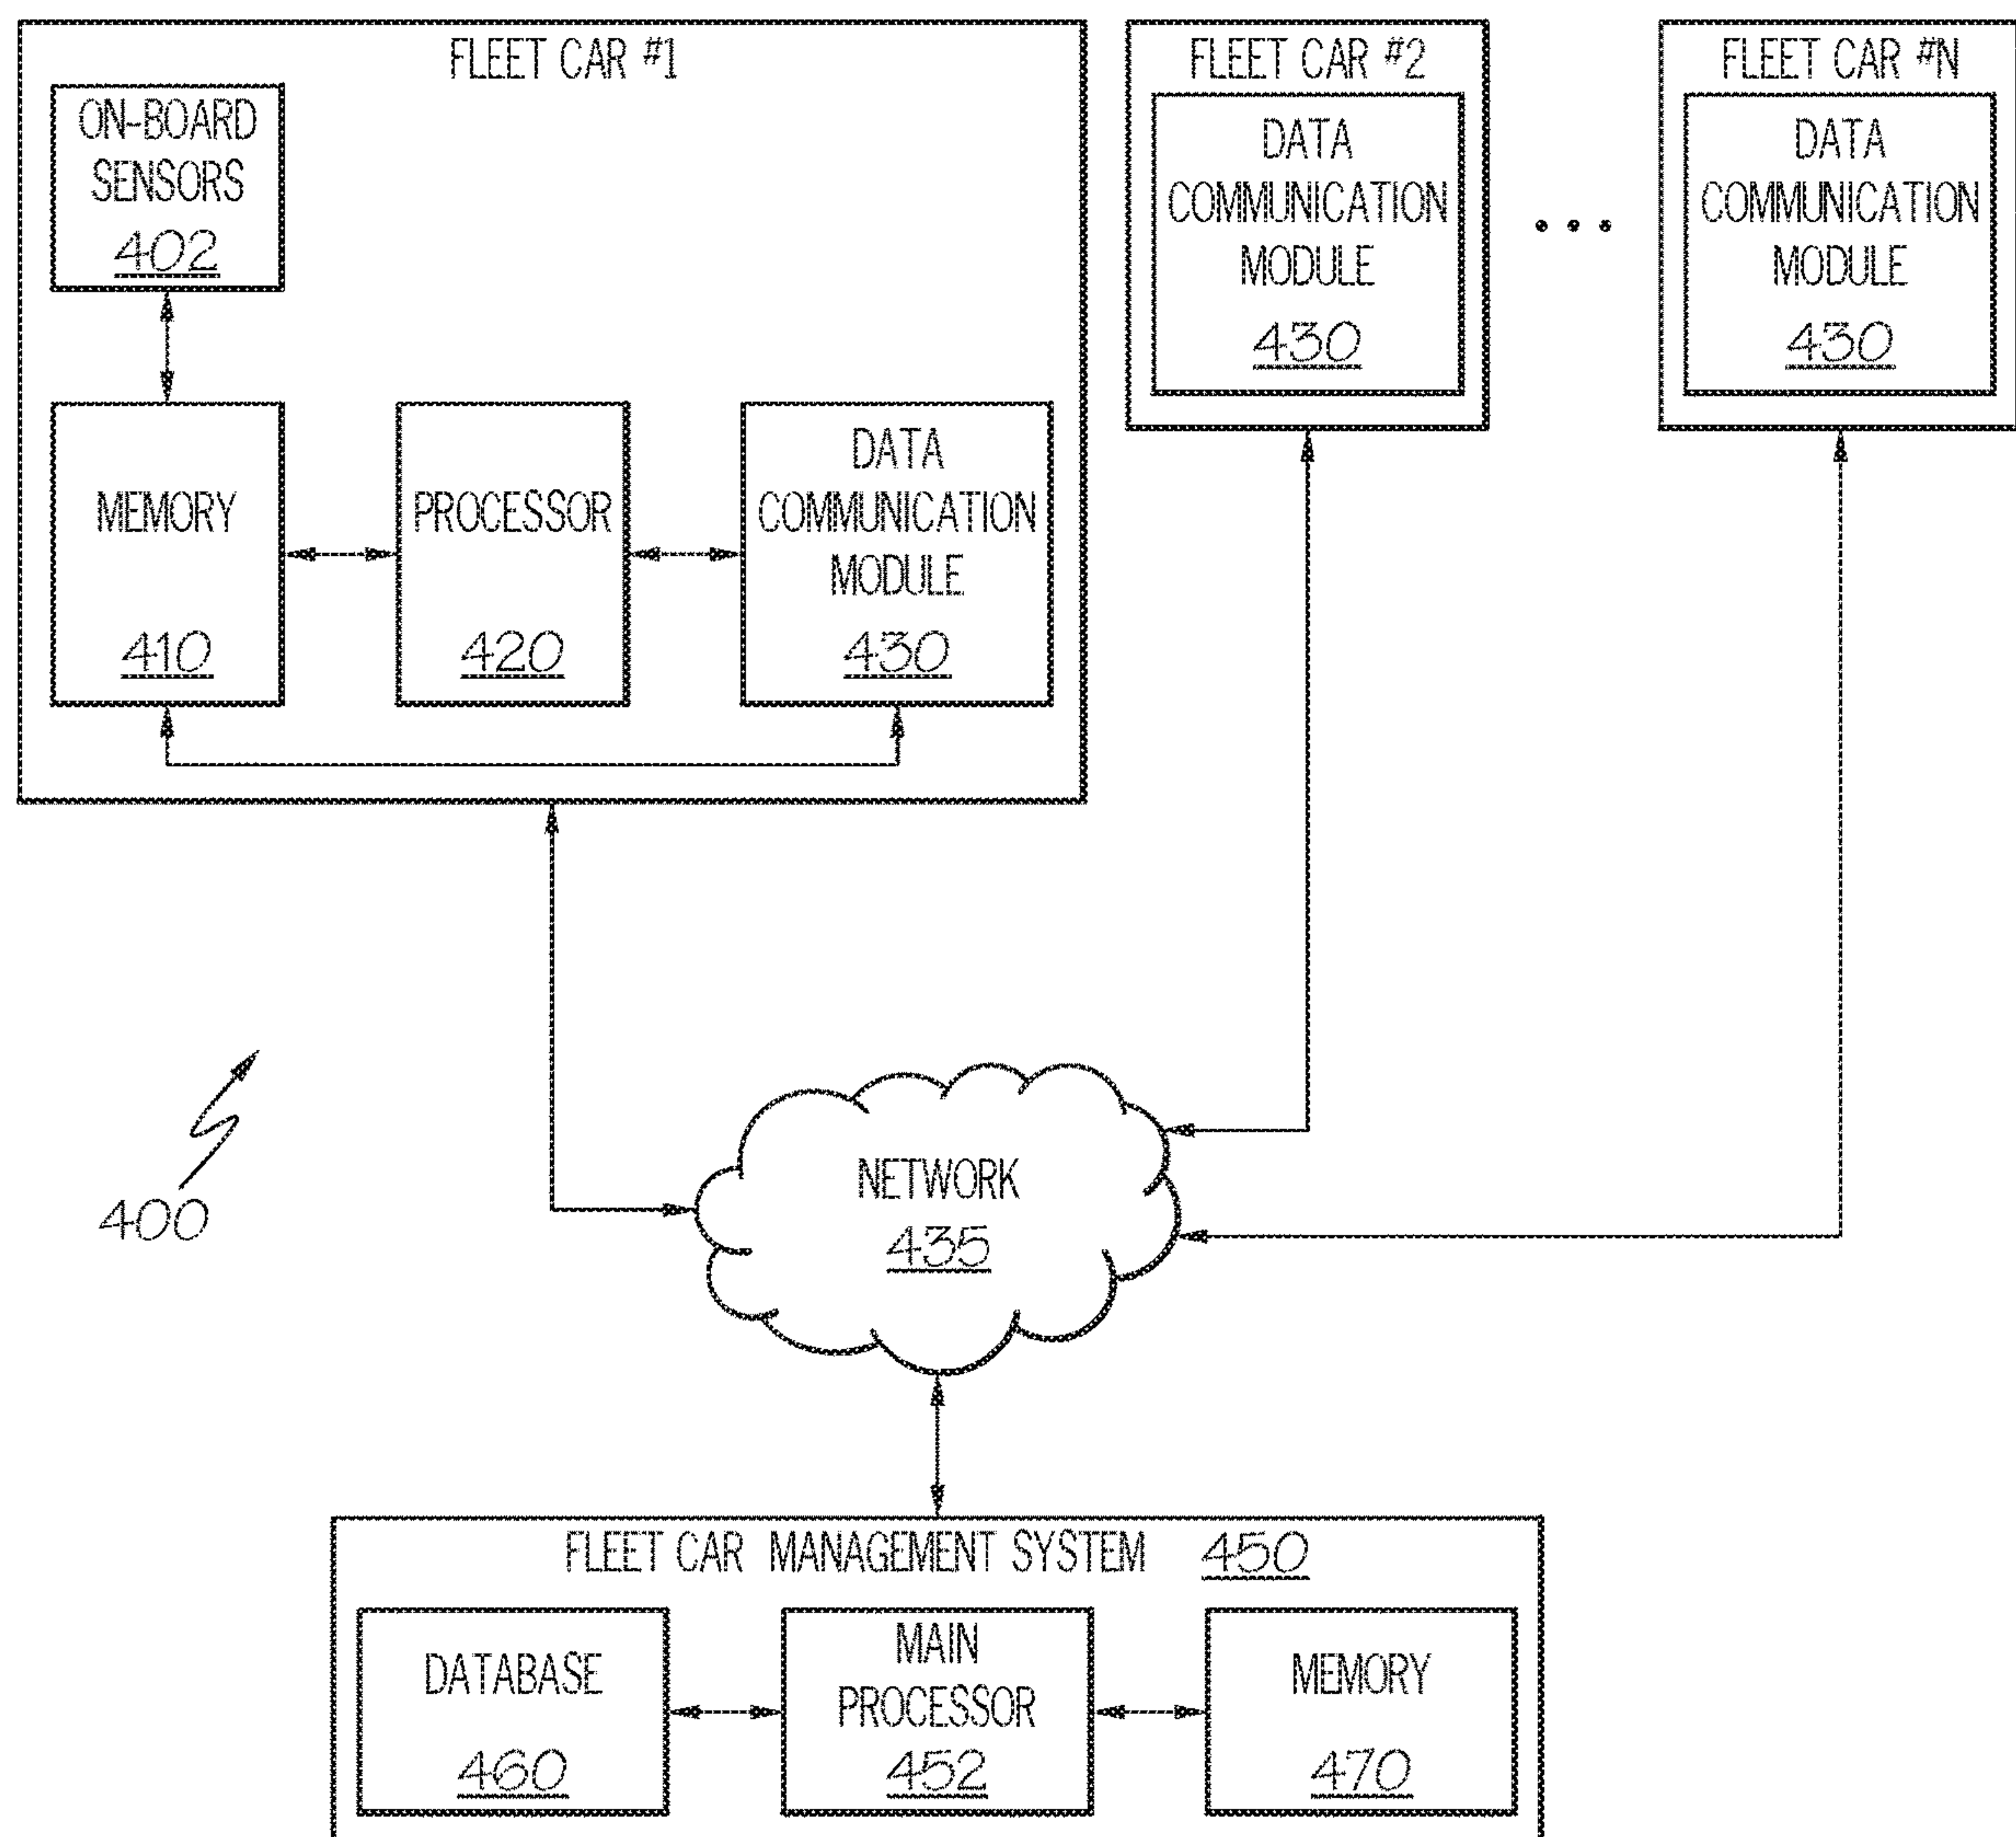 FLEET CAR #1
ON-BOARD
SENSORS
402
MEMORY
410
PROCESSOR
420
DATA
COMMUNICATION
MODULE
430
FLEET CAR #2
DATA
COMMUNICATION
MODULE
430
• • •
FLEET CAR #N
DATA
COMMUNICATION
MODULE
430
400
NETWORK
435
FLEET CAR MANAGEMENT SYSTEM 450
DATABASE
460
MAIN
PROCESSOR
452
MEMORY
470